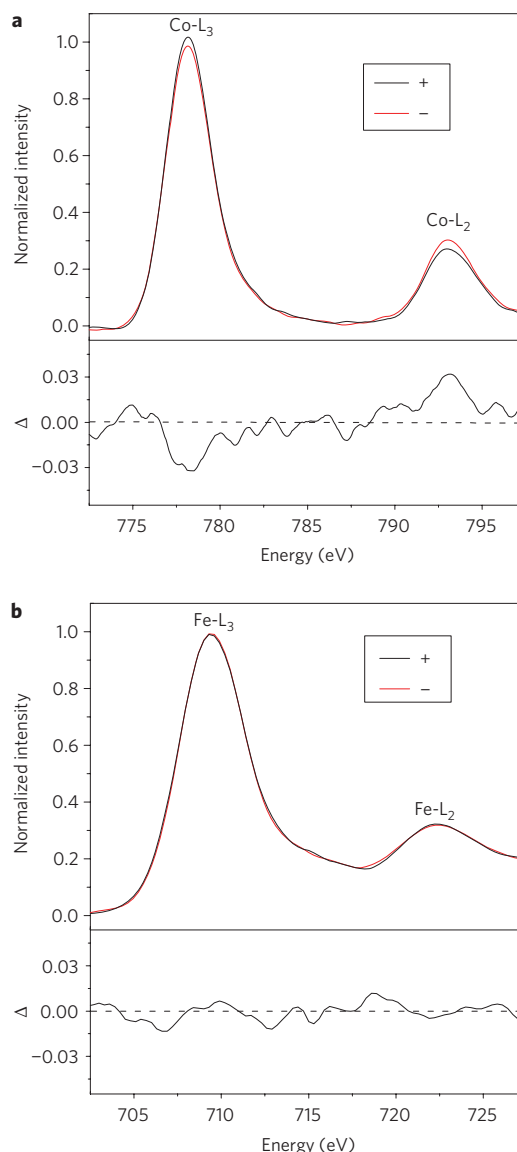 a
Co-L₃
1.0
+
−
0.8
0.6
Normalized intensity
0.4
Co-L₂
0.2
0.0
0.03
Δ
0.00
−0.03
775 780 785 790 795
Energy (eV)
b
Fe-L₃
1.0
+
−
0.8
0.6
Normalized intensity
0.4
Fe-L₂
0.2
0.0
0.03
Δ
0.00
−0.03
705 710 715 720 725
Energy (eV)